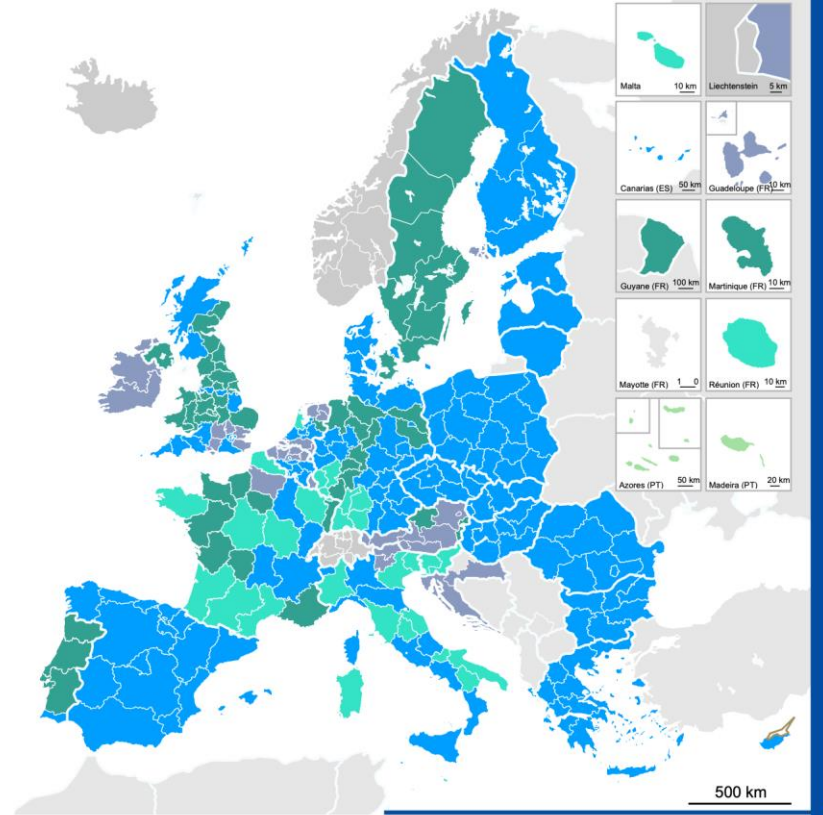 Malta 10 km
Liechtenstein 5 km
Canarias (ES) 50 km
Guadeloupe (FR) 10 km
Guyane (FR) 100 km
Martinique (FR) 10 km
Mayotte (FR) 1 0
Réunion (FR) 10 km
Azores (PT) 50 km
Madeira (PT) 20 km
500 km